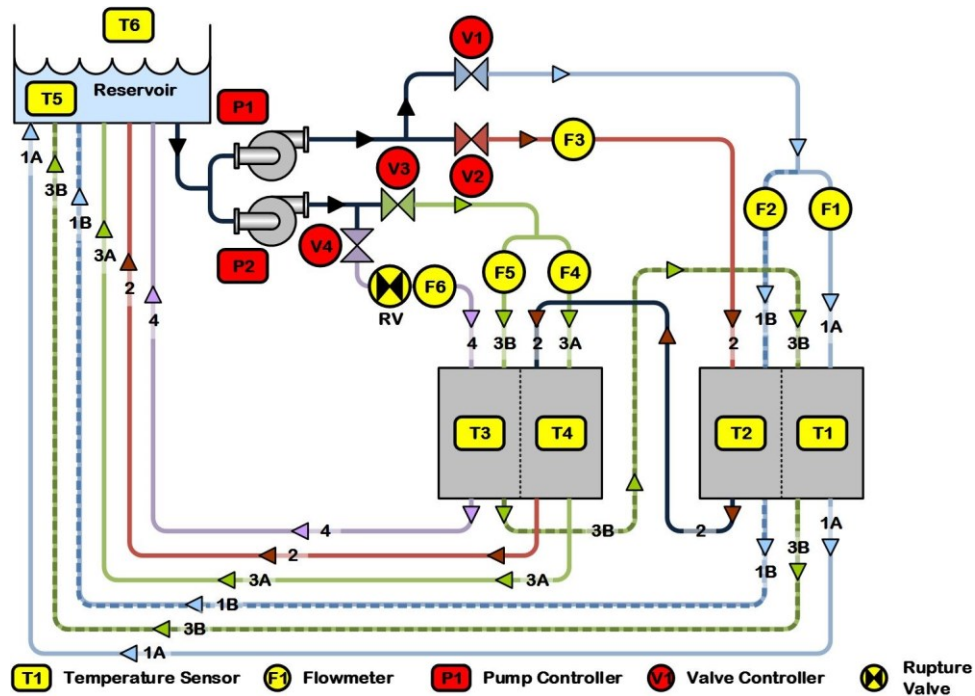 T6
V1
T5
Reservoir
P1
F3
1A
3B
1B
3A
2
4
V3
V2
P2
V4
F2
F1
F5
F4
F6
RV
4
3B
2
3A
2
1B
3B
1A
T3
T4
T2
T1
4
3B
2
1A
2
3B
3A
3A
1B
1B
3B
1A
T1 Temperature Sensor
F1 Flowmeter
P1 Pump Controller
V1 Valve Controller
Rupture
Valve